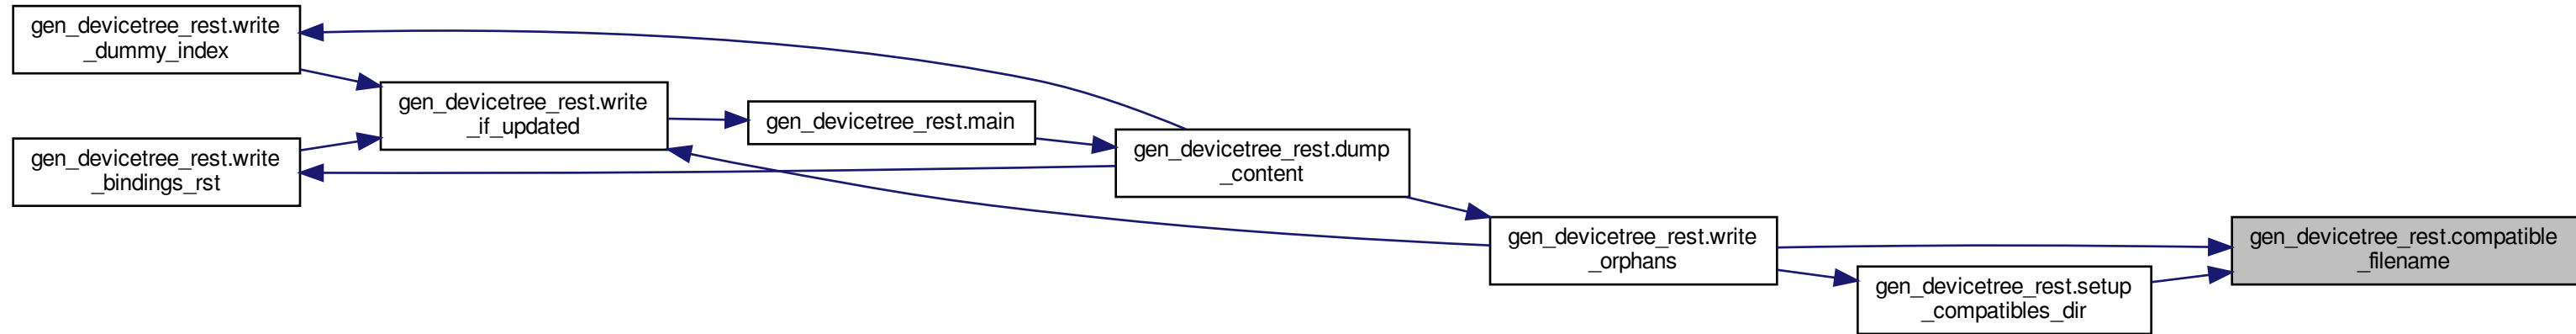 gen_devicetree_rest.write
_dummy_index
gen_devicetree_rest.write
_if_updated
gen_devicetree_rest.main
gen_devicetree_rest.write
_bindings_rst
gen_devicetree_rest.dump
_content
gen_devicetree_rest.write
_orphans
gen_devicetree_rest.setup
_compatibles_dir
gen_devicetree_rest.compatible
_filename